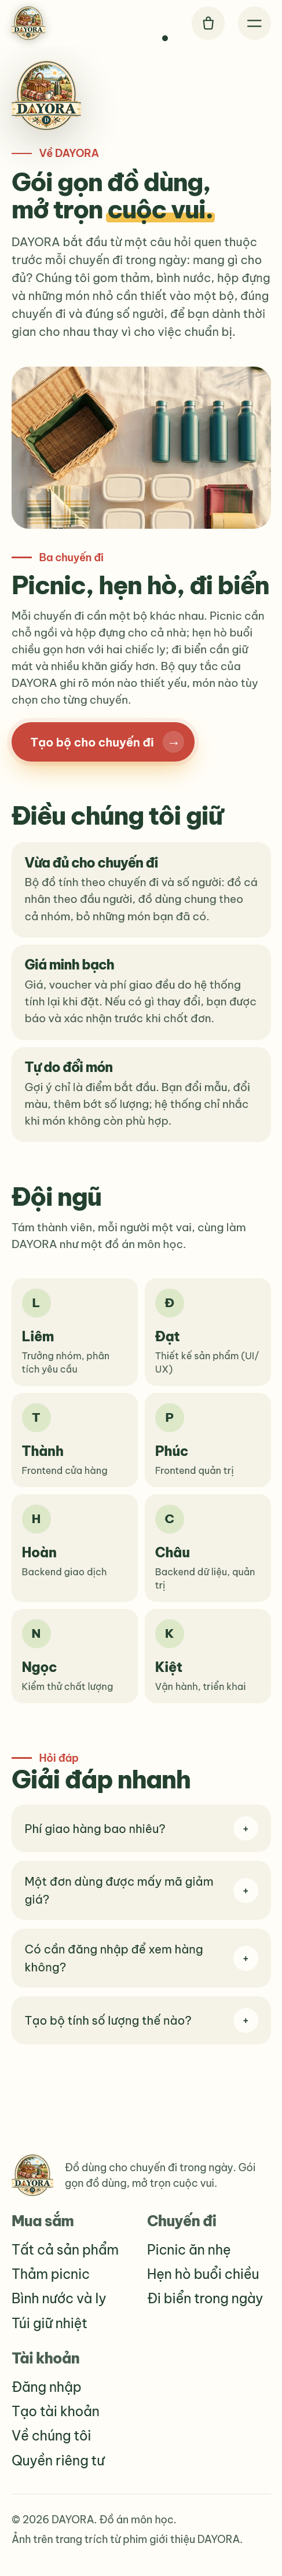 DAYORA
DAYORA
D
Về DAYORA
Gói gọn đồ dùng,
mở trọn cuộc vui.
DAYORA bắt đầu từ một câu hỏi quen thuộc
trước mỗi chuyến đi trong ngày: mang gì cho
đủ? Chúng tôi gom thảm, bình nước, hộp đựng
và những món nhỏ cần thiết vào một bộ, đúng
chuyến đi và đúng số người, để bạn dành thời
gian cho nhau thay vì cho việc chuẩn bị.
Ba chuyến đi
Picnic, hẹn hò, đi biển
Mỗi chuyến đi cần một bộ khác nhau. Picnic cần
chỗ ngồi và hộp đựng cho cả nhà; hẹn hò buổi
chiều gọn hơn với hai chiếc ly; đi biển cần giữ
mát và nhiều khăn giấy hơn. Bộ quy tắc của
DAYORA ghi rõ món nào thiết yếu, món nào tùy
chọn cho từng chuyến.
Tạo bộ cho chuyến đi →
Điều chúng tôi giữ
Vừa đủ cho chuyến đi
Bộ đồ tính theo chuyến đi và số người: đồ cá
nhân theo đầu người, đồ dùng chung theo
cả nhóm, bỏ những món bạn đã có.
Giá minh bạch
Giá, voucher và phí giao đều do hệ thống
tính lại khi đặt. Nếu có gì thay đổi, bạn được
báo và xác nhận trước khi chốt đơn.
Tự do đổi món
Gợi ý chỉ là điểm bắt đầu. Bạn đổi mẫu, đổi
màu, thêm bớt số lượng; hệ thống chỉ nhắc
khi món không còn phù hợp.
Đội ngũ
Tám thành viên, mỗi người một vai, cùng làm
DAYORA như một đồ án môn học.
L
Liêm
Trưởng nhóm, phân
tích yêu cầu
Đ
Đạt
Thiết kế sản phẩm (UI/
UX)
T
Thành
Frontend cửa hàng
P
Phúc
Frontend quản trị
H
Hoàn
Backend giao dịch
C
Châu
Backend dữ liệu, quản
trị
N
Ngọc
Kiểm thử chất lượng
K
Kiệt
Vận hành, triển khai
Hỏi đáp
Giải đáp nhanh
Phí giao hàng bao nhiêu? +
Một đơn dùng được mấy mã giảm
giá? +
Có cần đăng nhập để xem hàng
không? +
Tạo bộ tính số lượng thế nào? +
DAYORA
Đồ dùng cho chuyến đi trong ngày. Gói
gọn đồ dùng, mở trọn cuộc vui.
Mua sắm
Tất cả sản phẩm
Thảm picnic
Bình nước và ly
Túi giữ nhiệt
Chuyến đi
Picnic ăn nhẹ
Hẹn hò buổi chiều
Đi biển trong ngày
Tài khoản
Đăng nhập
Tạo tài khoản
Về chúng tôi
Quyền riêng tư
© 2026 DAYORA. Đồ án môn học.
Ảnh trên trang trích từ phim giới thiệu DAYORA.